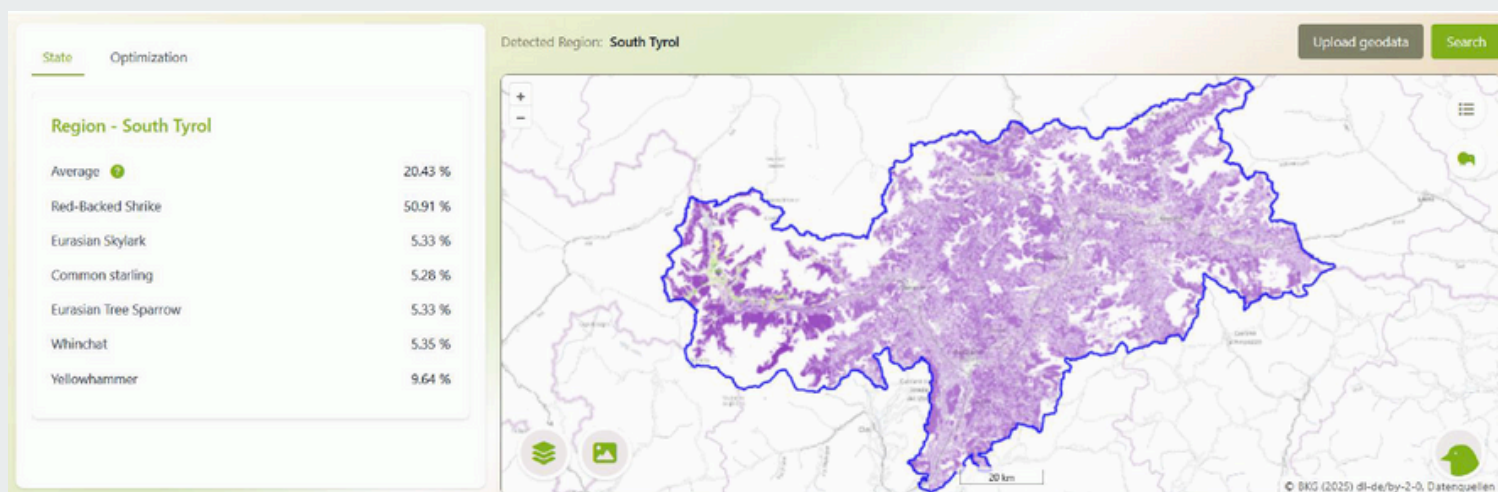 State Optimization
Region - South Tyrol
Average ? 20.43 %
Red-Backed Shrike 50.91 %
Eurasian Skylark 5.33 %
Common starling 5.28 %
Eurasian Tree Sparrow 5.33 %
Whinchat 5.35 %
Yellowhammer 9.64 %
Detected Region: South Tyrol
Upload geodata Search
+
−
20 km
© BKG (2025) dl-de/by-2-0, Datenquellen